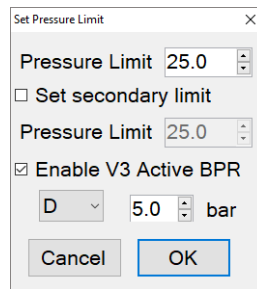 Set Pressure Limit
Pressure Limit 25.0
Set secondary limit
Pressure Limit 25.0
Enable V3 Active BPR
D 5.0 bar
Cancel OK